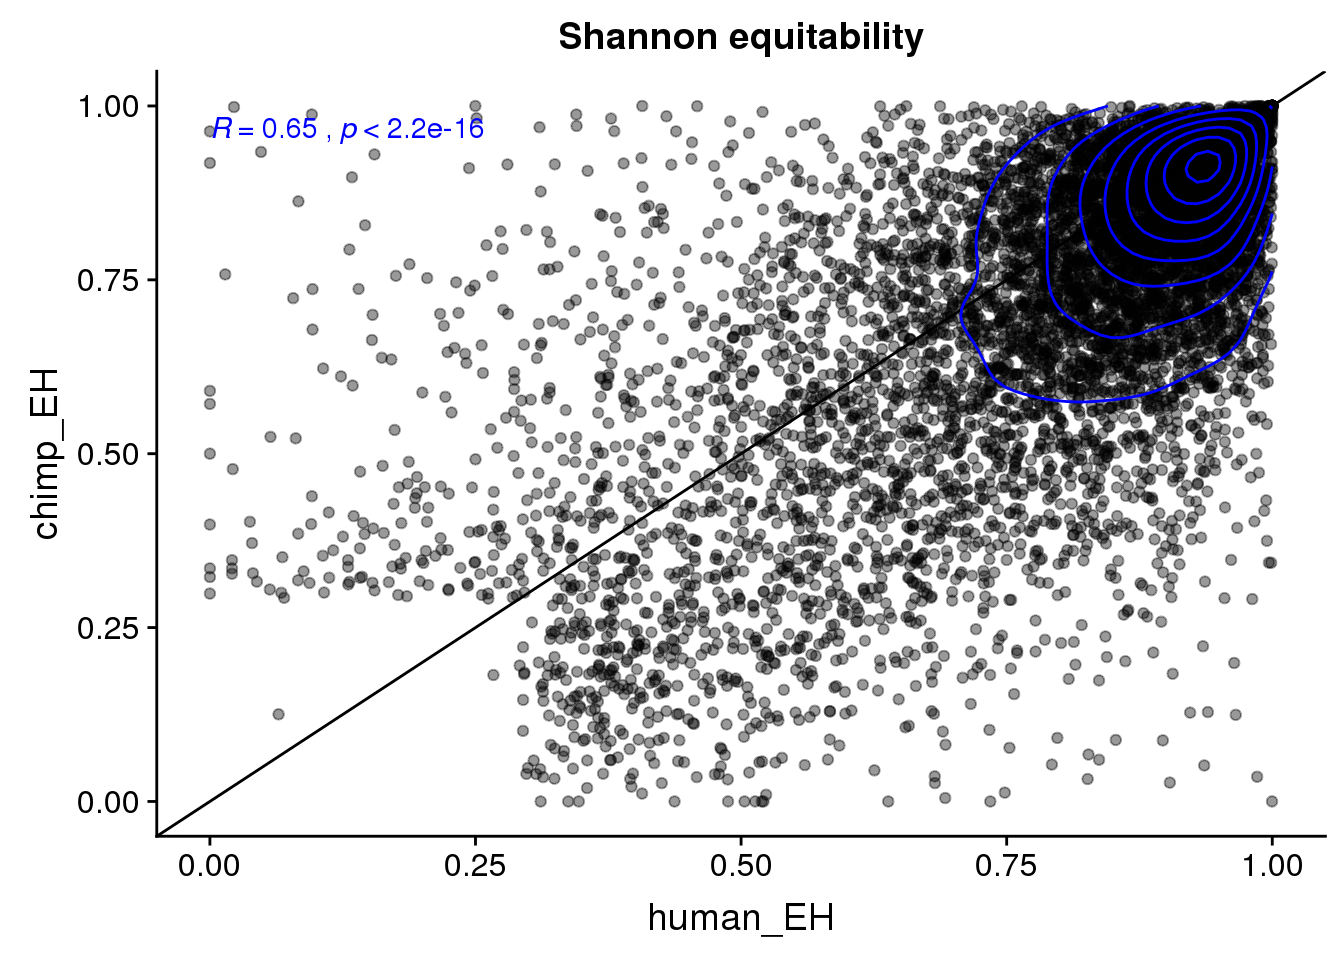 Shannon equitability
R = 0.65 , p < 2.2e-16
chimp_EH
1.00
0.75
0.50
0.25
0.00
0.00 0.25 0.50 0.75 1.00
human_EH